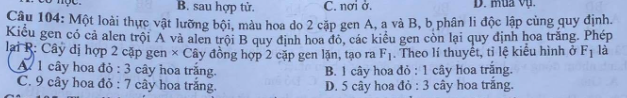 B. sau hợp tử. C. nơi ở. D. mùa vụ.
Câu 104: Một loài thực vật lưỡng bội, màu hoa do 2 cặp gen A, a và B, b phân li độc lập cùng quy định.
Kiểu gen có cả alen trội A và alen trội B quy định hoa đỏ, các kiểu gen còn lại quy định hoa trắng. Phép
lai P: Cây dị hợp 2 cặp gen × Cây đồng hợp 2 cặp gen lặn, tạo ra F₁. Theo lí thuyết, tỉ lệ kiểu hình ở F₁ là
A. 1 cây hoa đỏ : 3 cây hoa trắng. B. 1 cây hoa đỏ : 1 cây hoa trắng.
C. 9 cây hoa đỏ : 7 cây hoa trắng. D. 5 cây hoa đỏ : 3 cây hoa trắng.